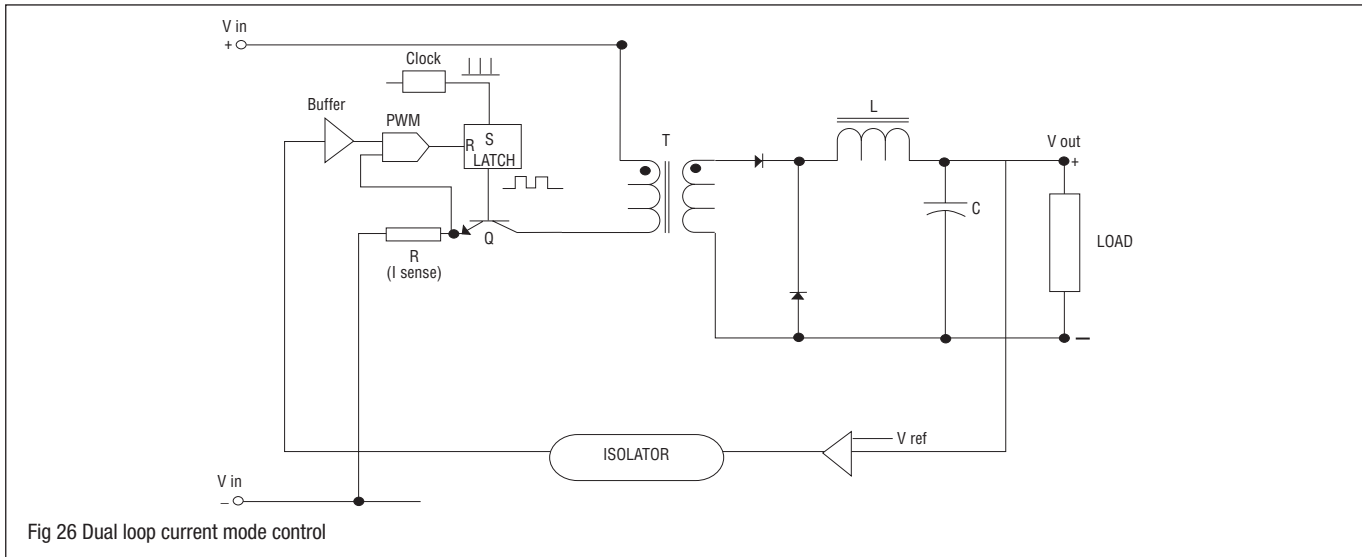 V in
+
Clock
Buffer
PWM
R
S
LATCH
T
L
V out
+
Q
C
LOAD
R
(I sense)
V ref
ISOLATOR
V in
–
–
Fig 26 Dual loop current mode control